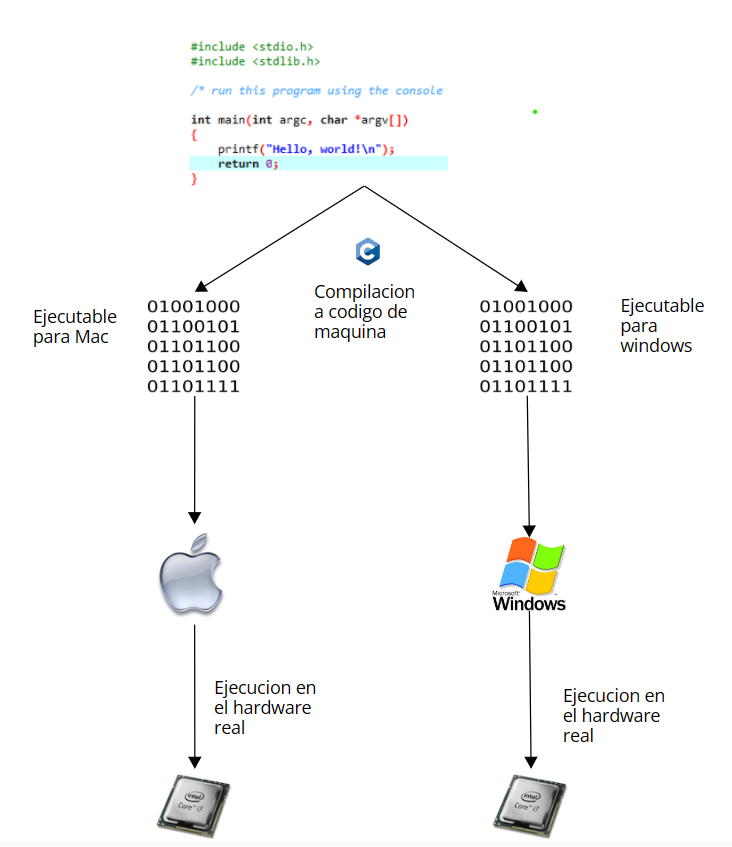 #include <stdio.h>
#include <stdlib.h>
/* run this program using the console
int main(int argc, char *argv[])
{
printf("Hello, world!\n");
return 0;
}
C
Compilacion
a codigo de
maquina
Ejecutable
para Mac
01001000
01100101
01101100
01101100
01101111
01001000
01100101
01101100
01101100
01101111
Ejecutable
para
windows
Microsoft
Windows
Ejecucion en
el hardware
real
Ejecucion en
el hardware
real
intel
Core™ i7
intel
Core™ i7